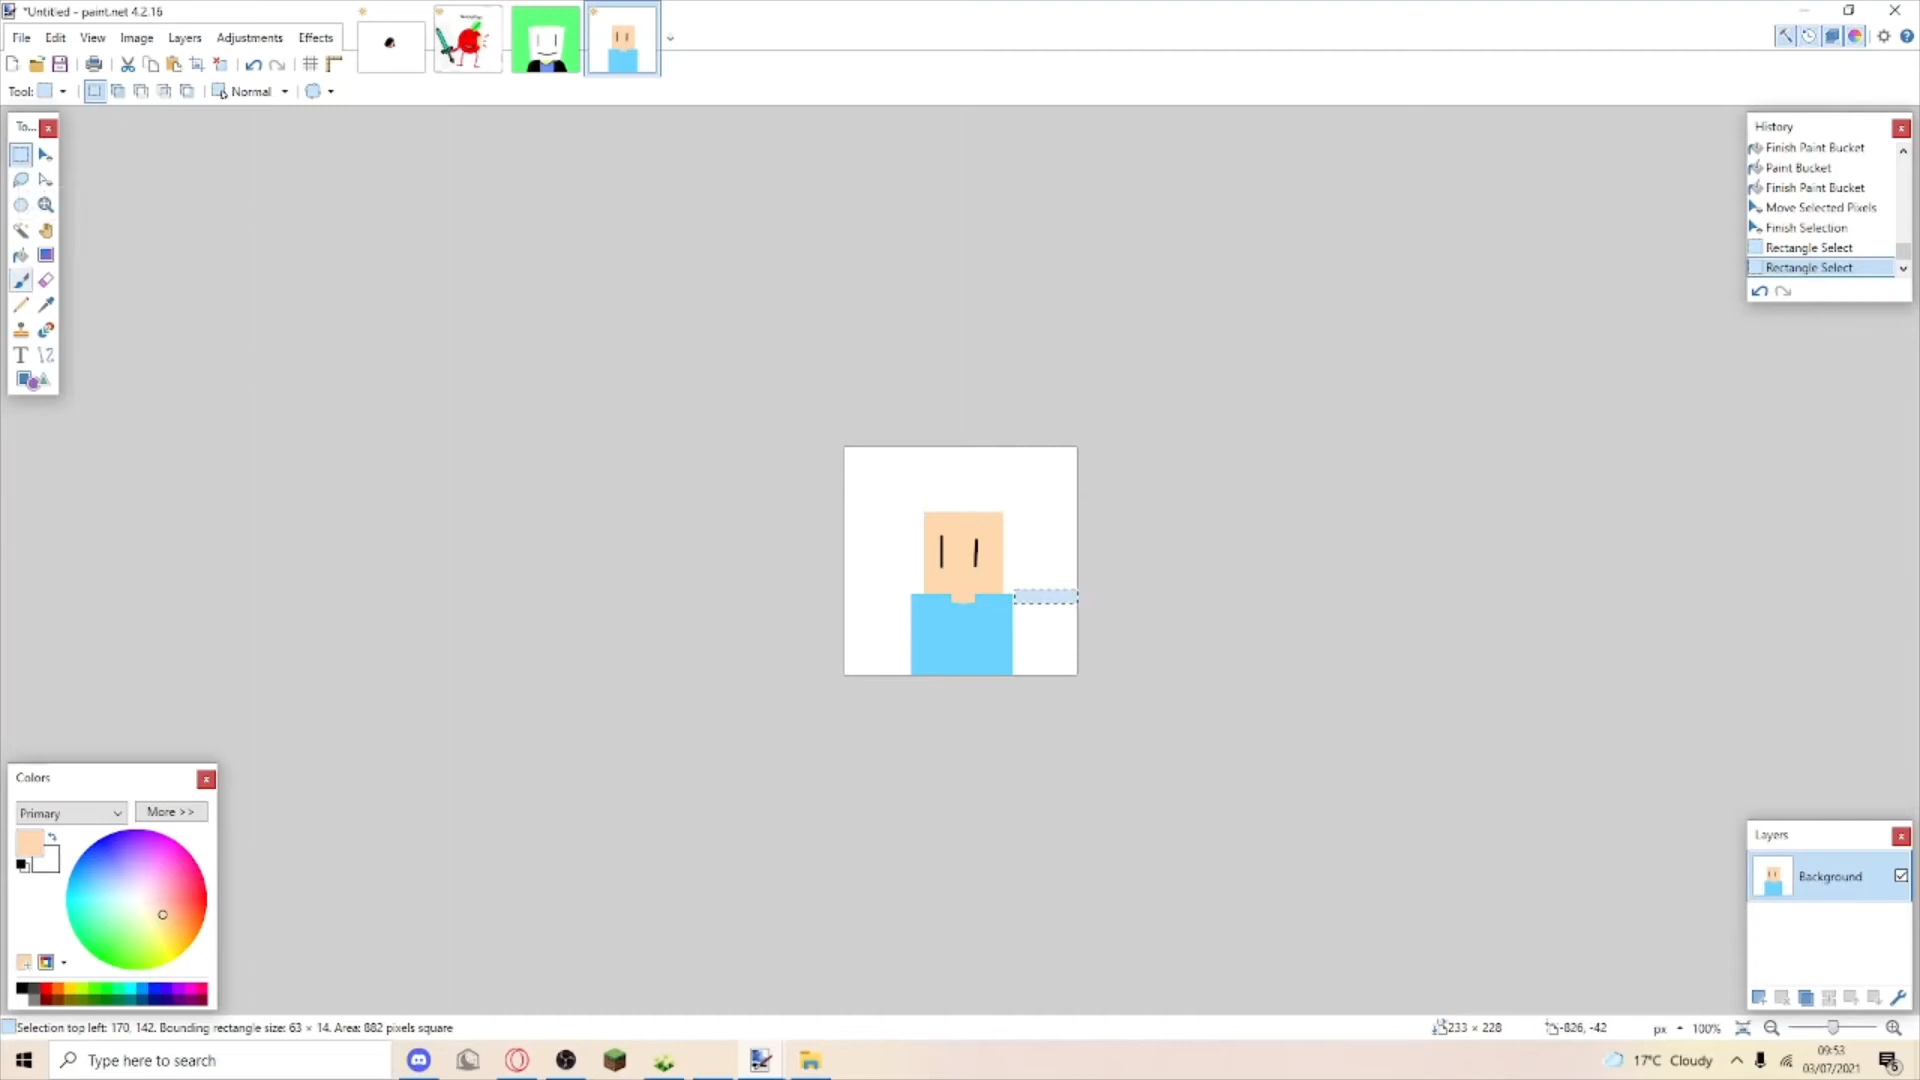 *Untitled - paint.net 4.2.16
File Edit View Image Layers Adjustments Effects
Tool: Normal
To...
History
Finish Paint Bucket
Paint Bucket
Finish Paint Bucket
Move Selected Pixels
Finish Selection
Rectangle Select
Rectangle Select
Colors
Primary More >>
Layers
Background
Selection top left: 170, 142. Bounding rectangle size: 63 × 14. Area: 882 pixels square
233 × 228 -826, -42 px 100%
Type here to search
17°C Cloudy
09:53
03/07/2021